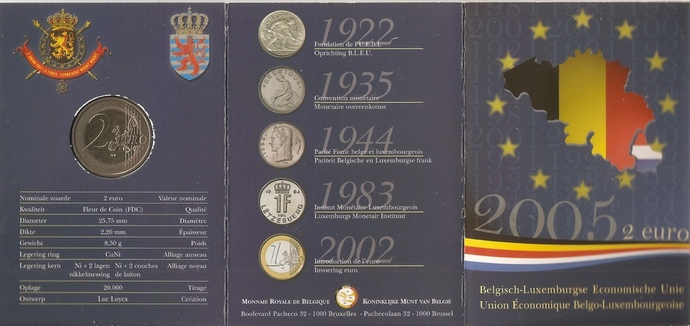 2 EURO
Nominale waarde 2 euro Valeur nominale
Kwaliteit Fleur de Coin (FDC) Qualité
Diameter 25,75 mm Diamètre
Dikte 2,20 mm Épaisseur
Gewicht 8,50 g Poids
Legering ring CuNi Alliage anneau
Legering kern Ni + 2 lagen Ni + 2 couches Alliage noyau
nikkelmessing de laiton
Oplage 20.000 Tirage
Ontwerp Luc Luycx Création
1922
Fondation de l'U.E.B.L.
Oprichting B.L.E.U.
1935
Convention monétaire
Monetaire overeenkomst
1944
Parité Franc belge et luxembourgeois
Pariteit Belgische en Luxemburgse frank
1983
Institut Monétaire Luxembourgeois
Luxemburgs Monetair Instituut
1F
LETZEBUERG
2002
Introduction de l'euro
Invoering euro
1 EURO
Monnaie Royale de Belgique Koninklijke Munt van België
Boulevard Pacheco 32 - 1000 Bruxelles - Pachecolaan 32 - 1000 Brussel
2005 2 euro
Belgisch-Luxemburgse Economische Unie
Union Économique Belgo-Luxembourgeoise